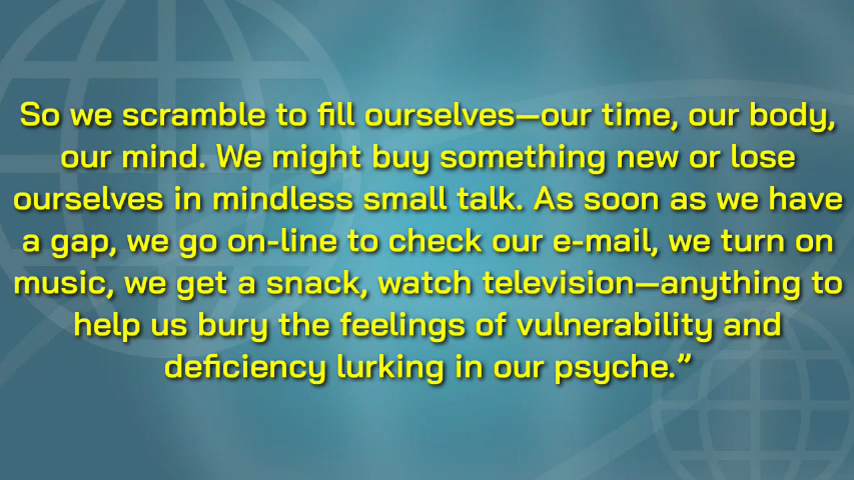 So we scramble to fill ourselves—our time, our body,
our mind. We might buy something new or lose
ourselves in mindless small talk. As soon as we have
a gap, we go on-line to check our e-mail, we turn on
music, we get a snack, watch television—anything to
help us bury the feelings of vulnerability and
deficiency lurking in our psyche.”